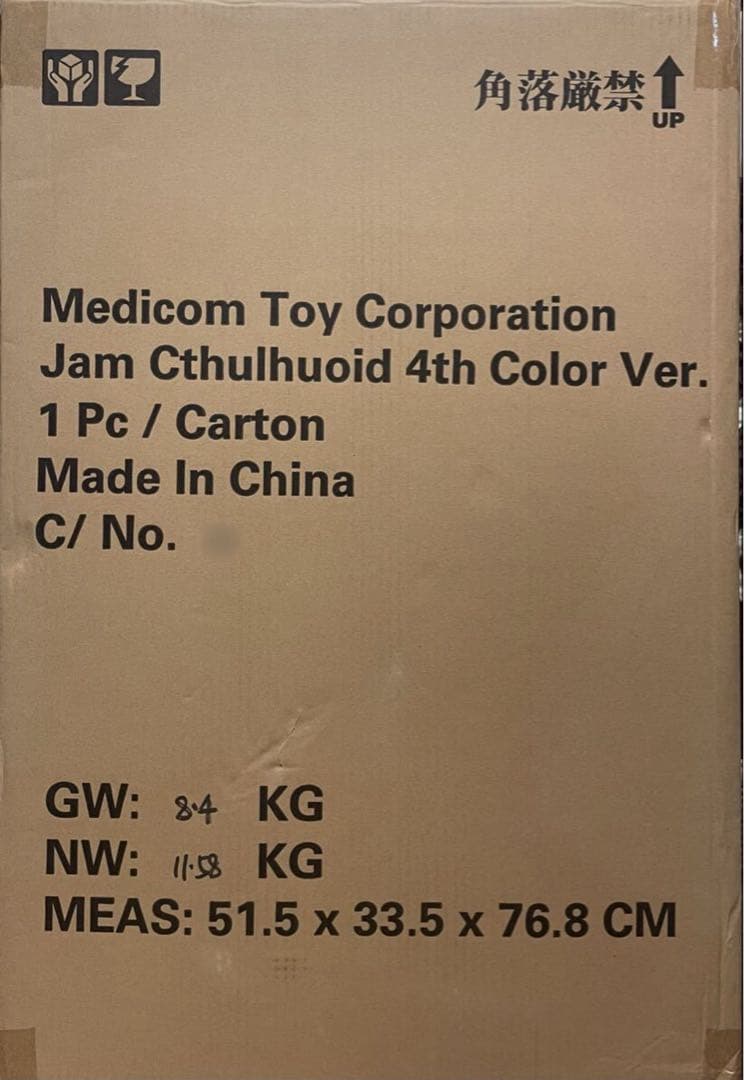 角落厳禁
UP
Medicom Toy Corporation
Jam Cthulhuoid 4th Color Ver.
1 Pc / Carton
Made In China
C/ No.
GW: 8.4 KG
NW: 11.58 KG
MEAS: 51.5 x 33.5 x 76.8 CM